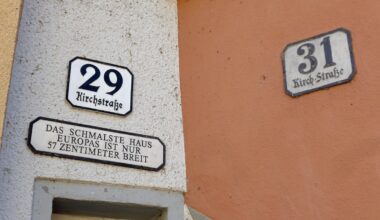 29
Kirchstraße
DAS SCHMALSTE HAUS
EUROPAS IST NUR
57 ZENTIMETER BREIT
31
Kirch-Straße